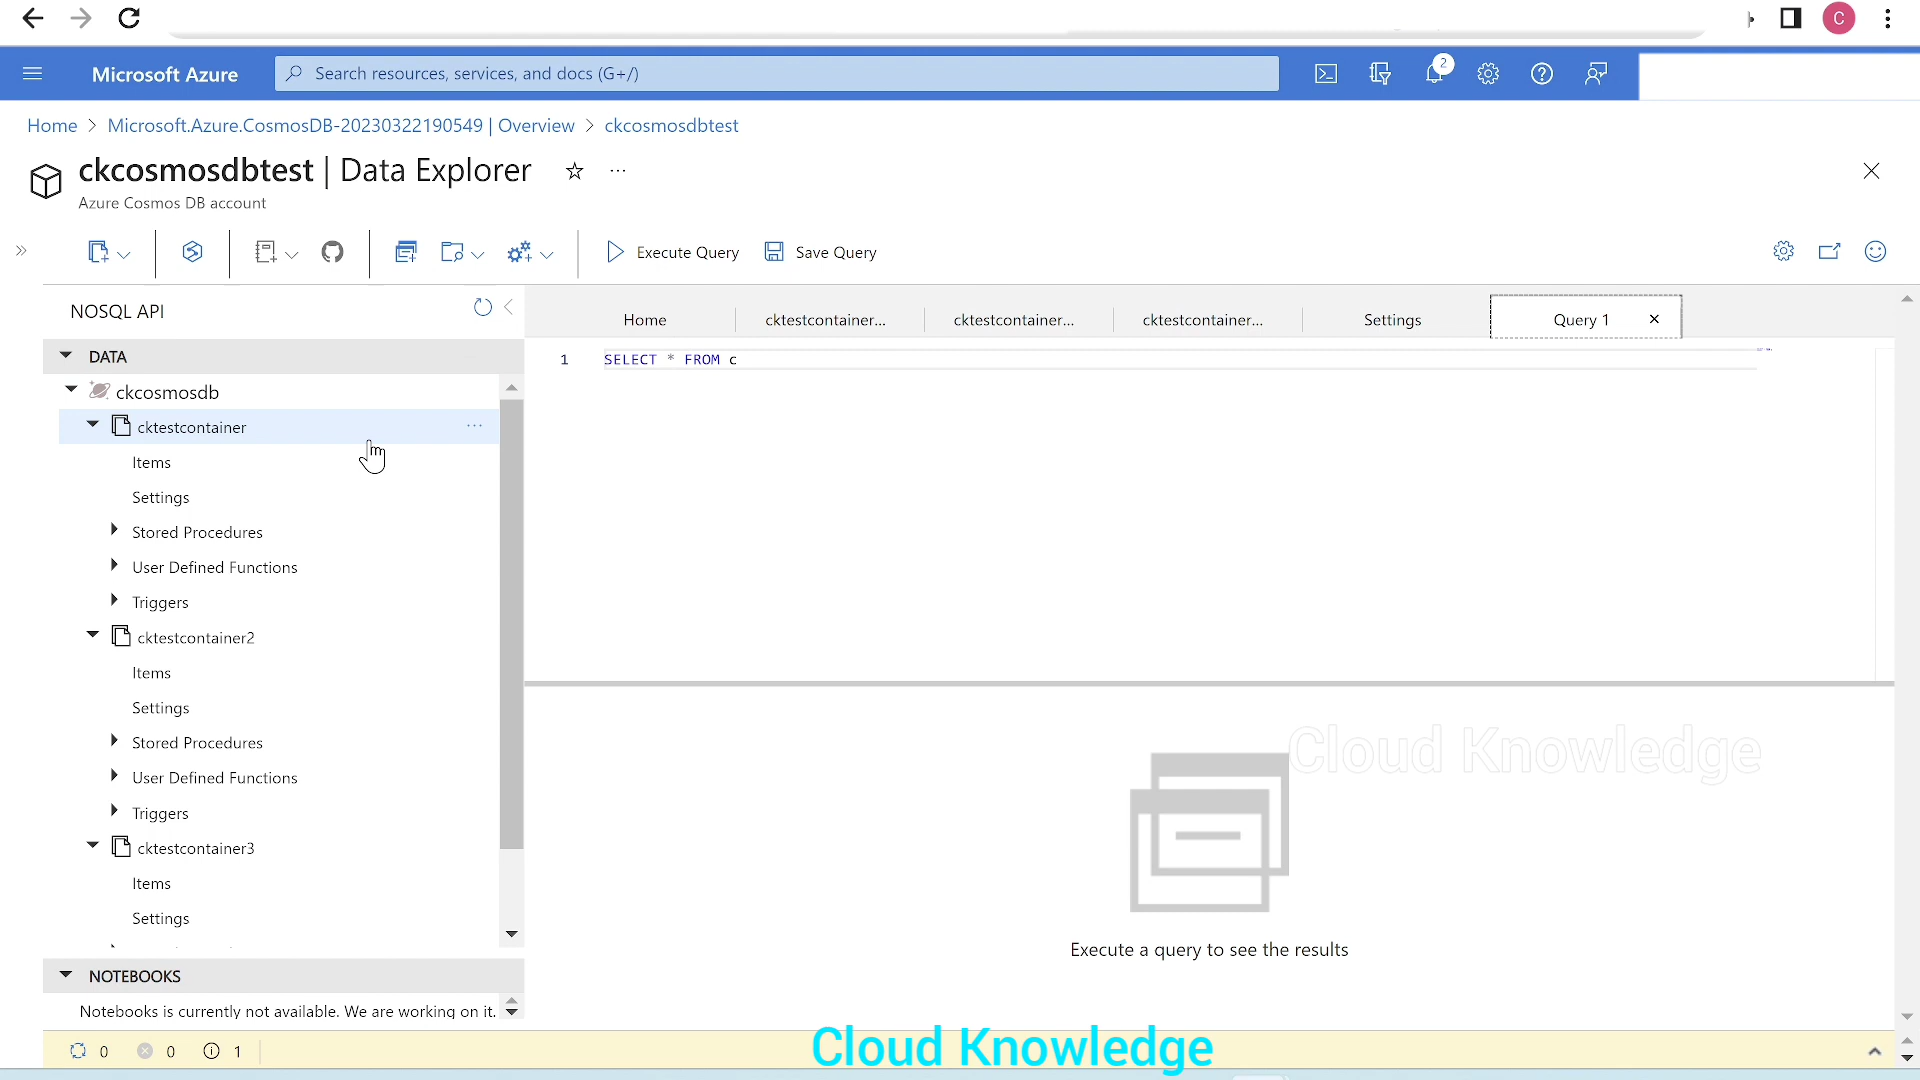 C
Microsoft Azure
Search resources, services, and docs (G+/)
2
Home > Microsoft.Azure.CosmosDB-20230322190549 | Overview > ckcosmosdbtest
ckcosmosdbtest | Data Explorer
Azure Cosmos DB account
Execute Query
Save Query
NOSQL API
DATA
ckcosmosdb
cktestcontainer
Items
Settings
Stored Procedures
User Defined Functions
Triggers
cktestcontainer2
Items
Settings
Stored Procedures
User Defined Functions
Triggers
cktestcontainer3
Items
Settings
NOTEBOOKS
Notebooks is currently not available. We are working on it.
Home
cktestcontainer...
cktestcontainer...
cktestcontainer...
Settings
Query 1
1 SELECT * FROM c
Cloud Knowledge
Execute a query to see the results
0 0 1
Cloud Knowledge